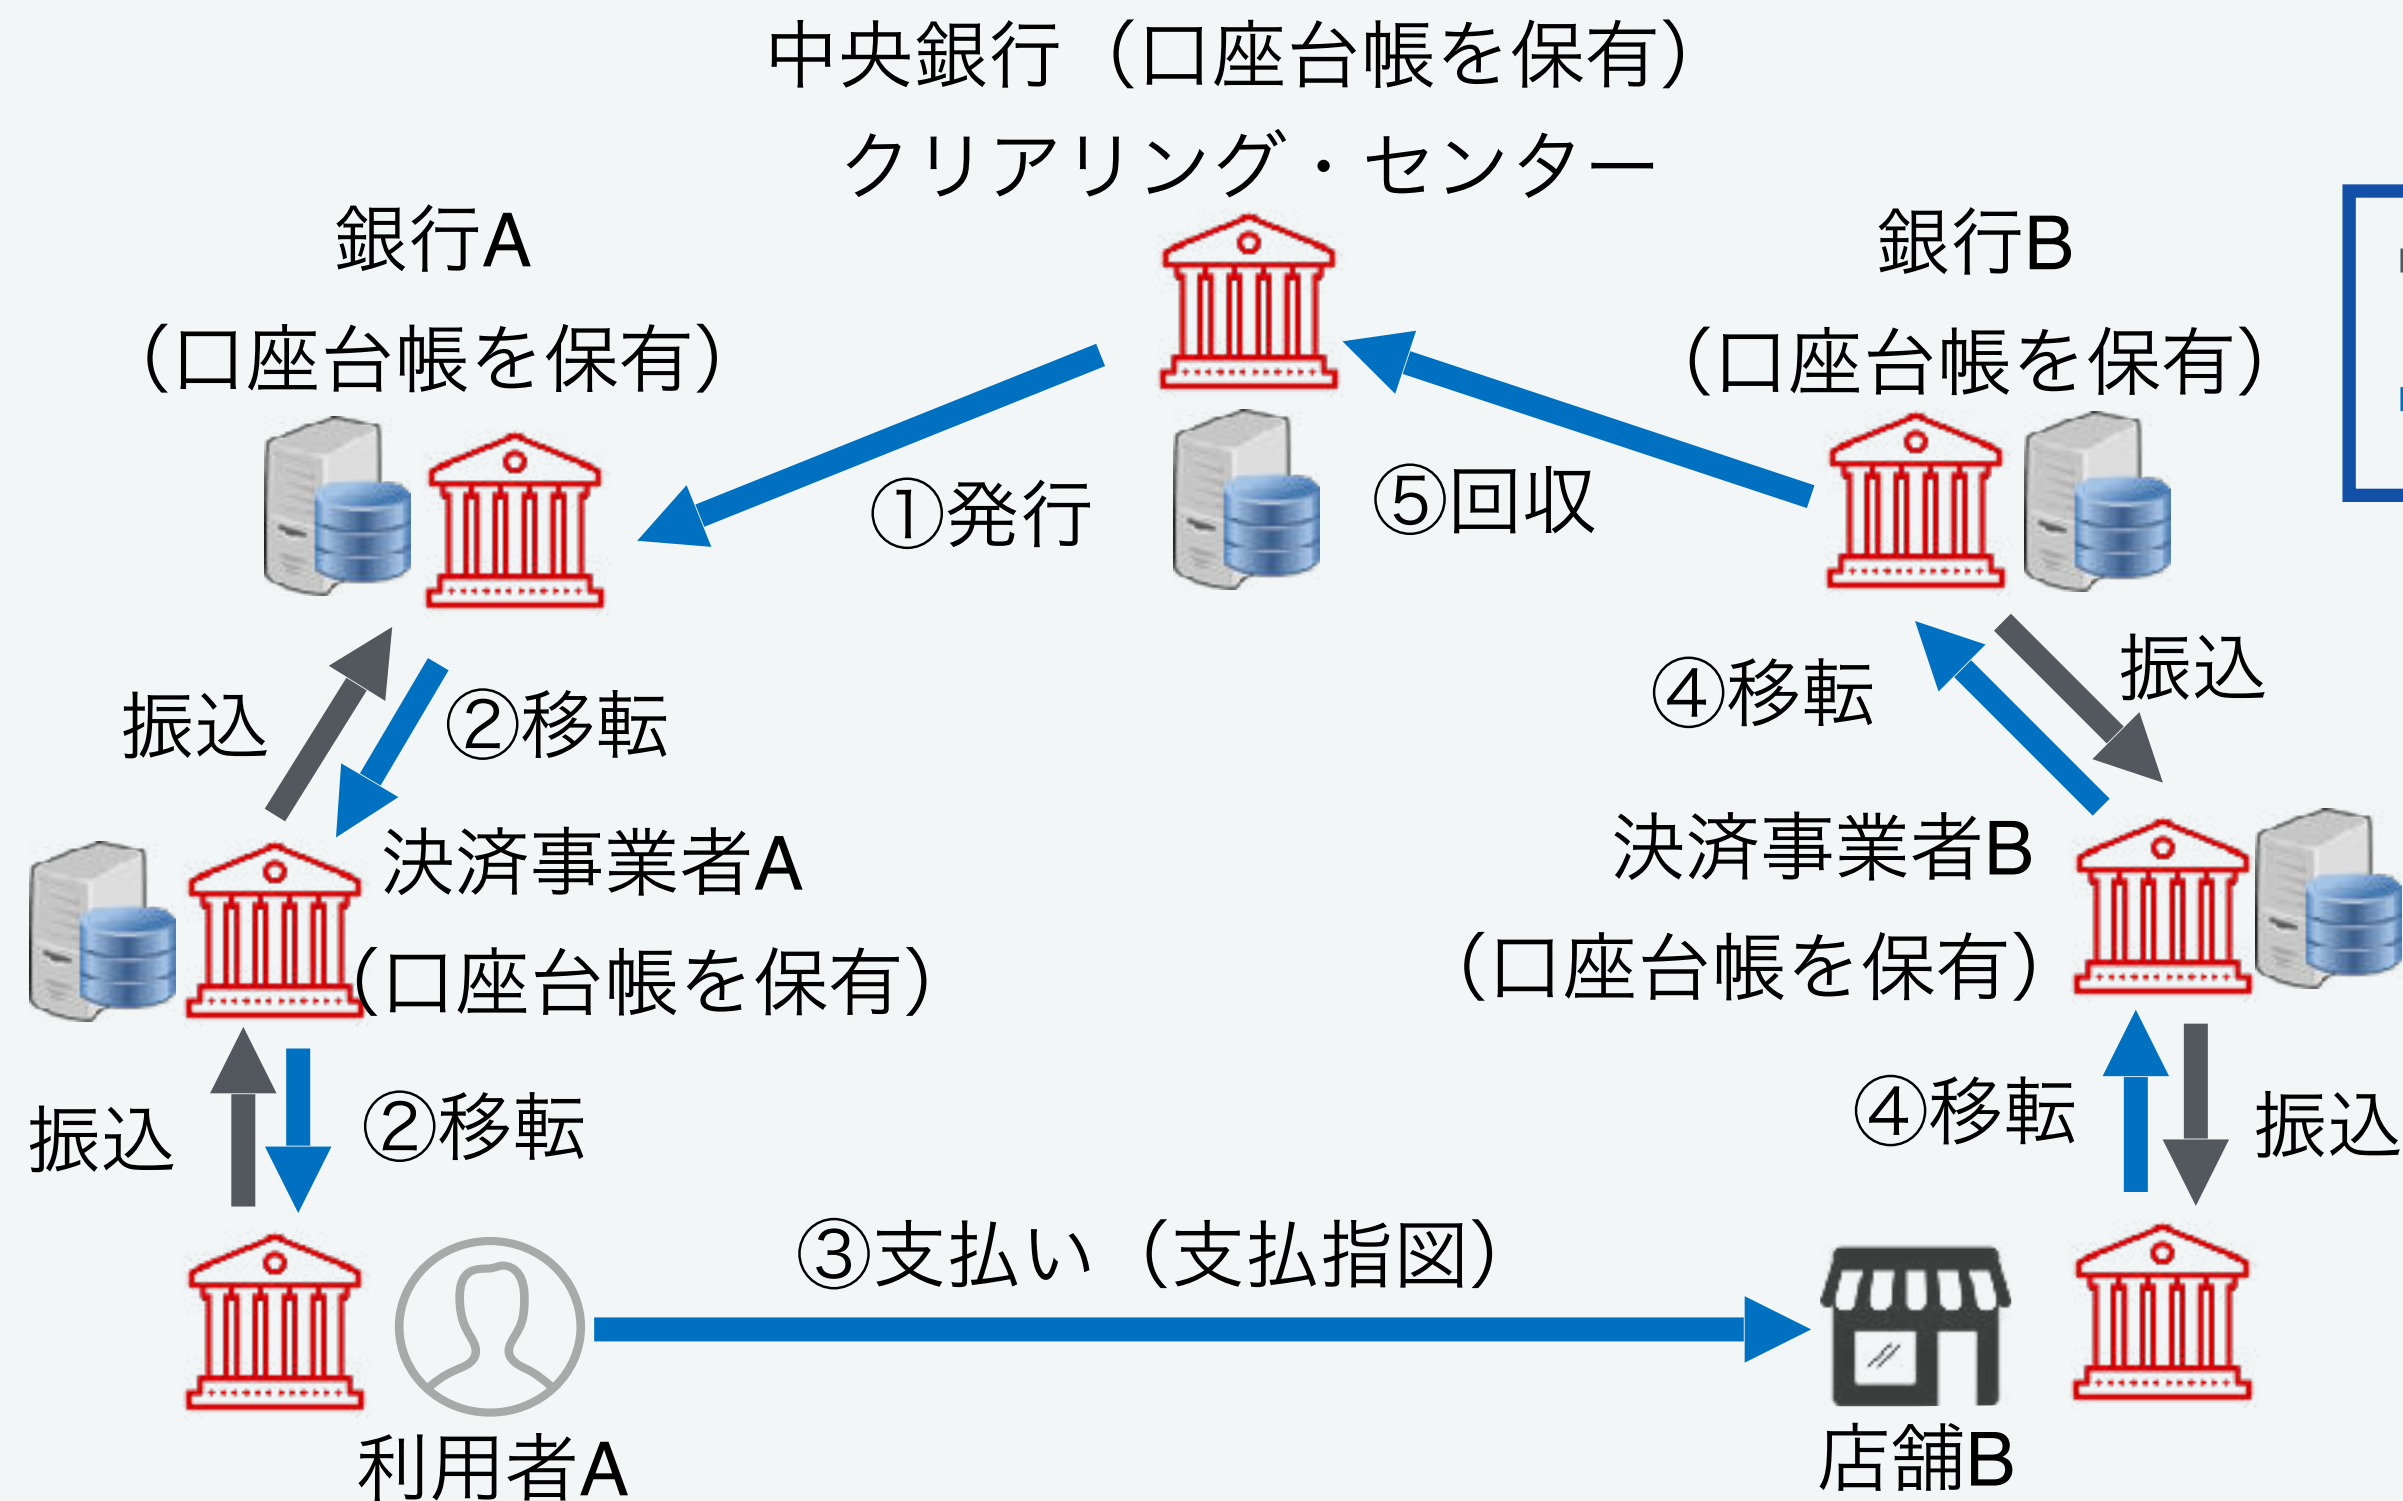 中央銀行（口座台帳を保有）
クリアリング・センター
銀行A
（口座台帳を保有）
銀行B
（口座台帳を保有）
①発行
⑤回収
振込
②移転
④移転
振込
決済事業者A
（口座台帳を保有）
決済事業者B
（口座台帳を保有）
振込
②移転
④移転
振込
③支払い（支払指図）
利用者A
店舗B